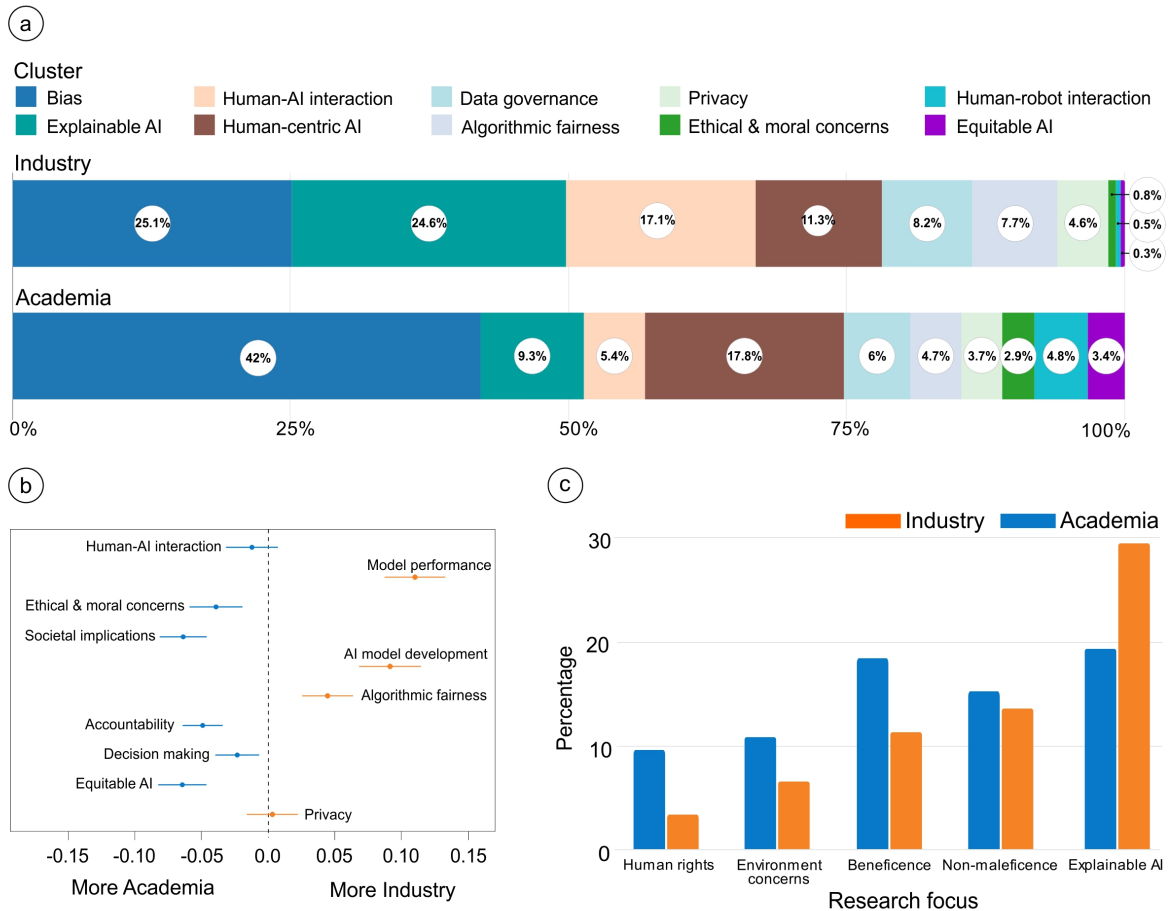 a
Cluster
Bias
Human-AI interaction
Data governance
Privacy
Human-robot interaction
Explainable AI
Human-centric AI
Algorithmic fairness
Ethical & moral concerns
Equitable AI
Industry
25.1%
24.6%
17.1%
11.3%
8.2%
7.7%
4.6%
0.8%
0.5%
0.3%
Academia
42%
9.3%
5.4%
17.8%
6%
4.7%
3.7%
2.9%
4.8%
3.4%
0%
25%
50%
75%
100%
b
Human-AI interaction
Model performance
Ethical & moral concerns
Societal implications
AI model development
Algorithmic fairness
Accountability
Decision making
Equitable AI
Privacy
-0.15
-0.10
-0.05
0.0
0.05
0.10
0.15
More Academia
More Industry
c
Industry
Academia
Percentage
30
20
10
0
Human rights
Environment
concerns
Beneficence
Non-maleficence
Explainable AI
Research focus